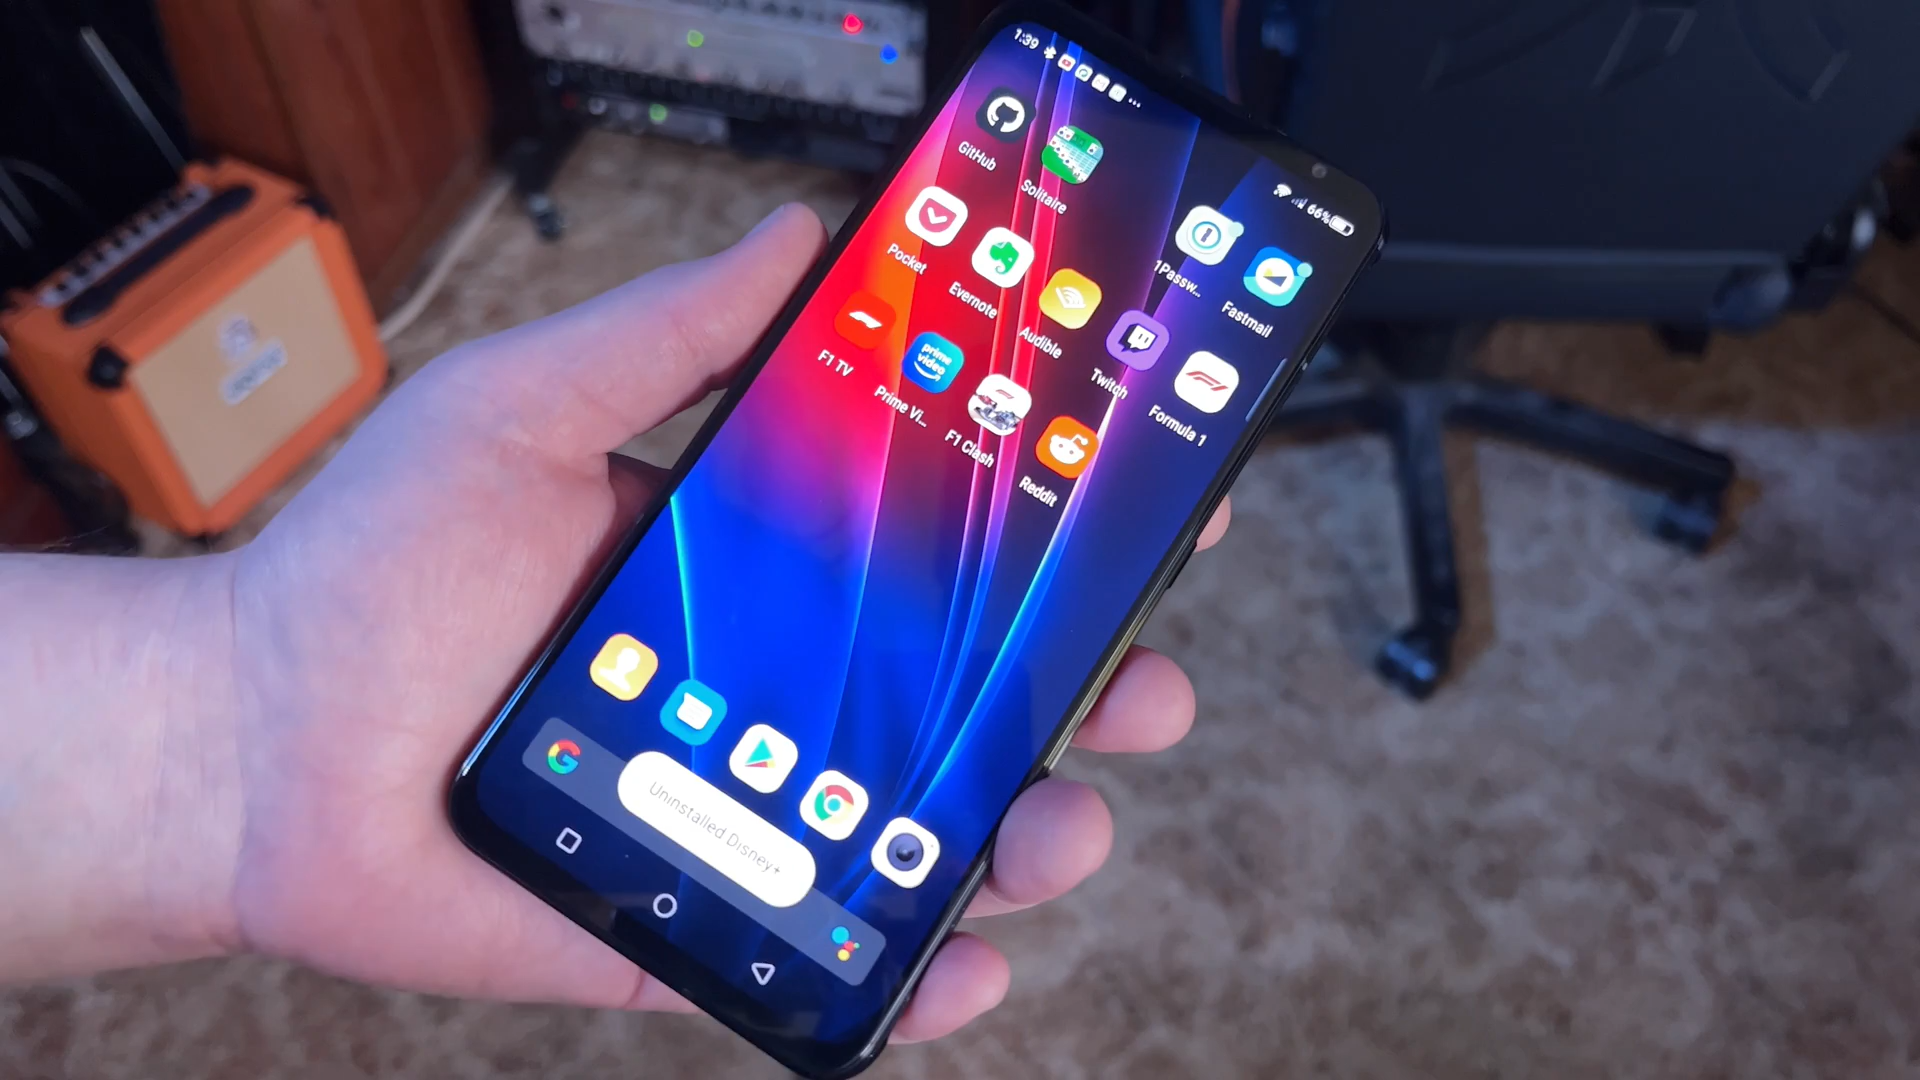 1:39
66%
GitHub
Solitaire
1Passw...
Fastmail
Pocket
Evernote
Audible
Twitch
Formula 1
F1 TV
prime
video
Prime Vi...
F1 Clash
Reddit
Uninstalled Disney+